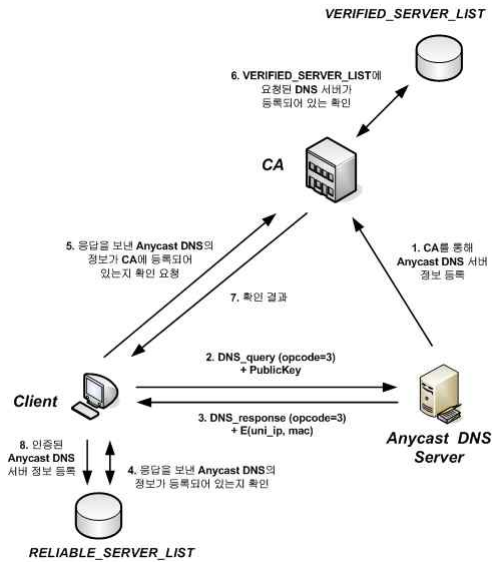 VERIFIED_SERVER_LIST
6. VERIFIED_SERVER_LIST에
요청된 DNS 서버가
등록되어 있는 확인
CA
5. 응답을 보낸 Anycast DNS의
정보가 CA에 등록되어
있는지 확인 요청
1. CA를 통해
Anycast DNS 서버
정보 등록
7. 확인 결과
2. DNS_query (opcode=3)
+ PublicKey
Client
3. DNS_response (opcode=3)
+ E(uni_ip, mac)
Anycast DNS
Server
8. 인증된
Anycast DNS
서버 정보 등록
4. 응답을 보낸 Anycast DNS의
정보가 등록되어 있는지 확인
RELIABLE_SERVER_LIST